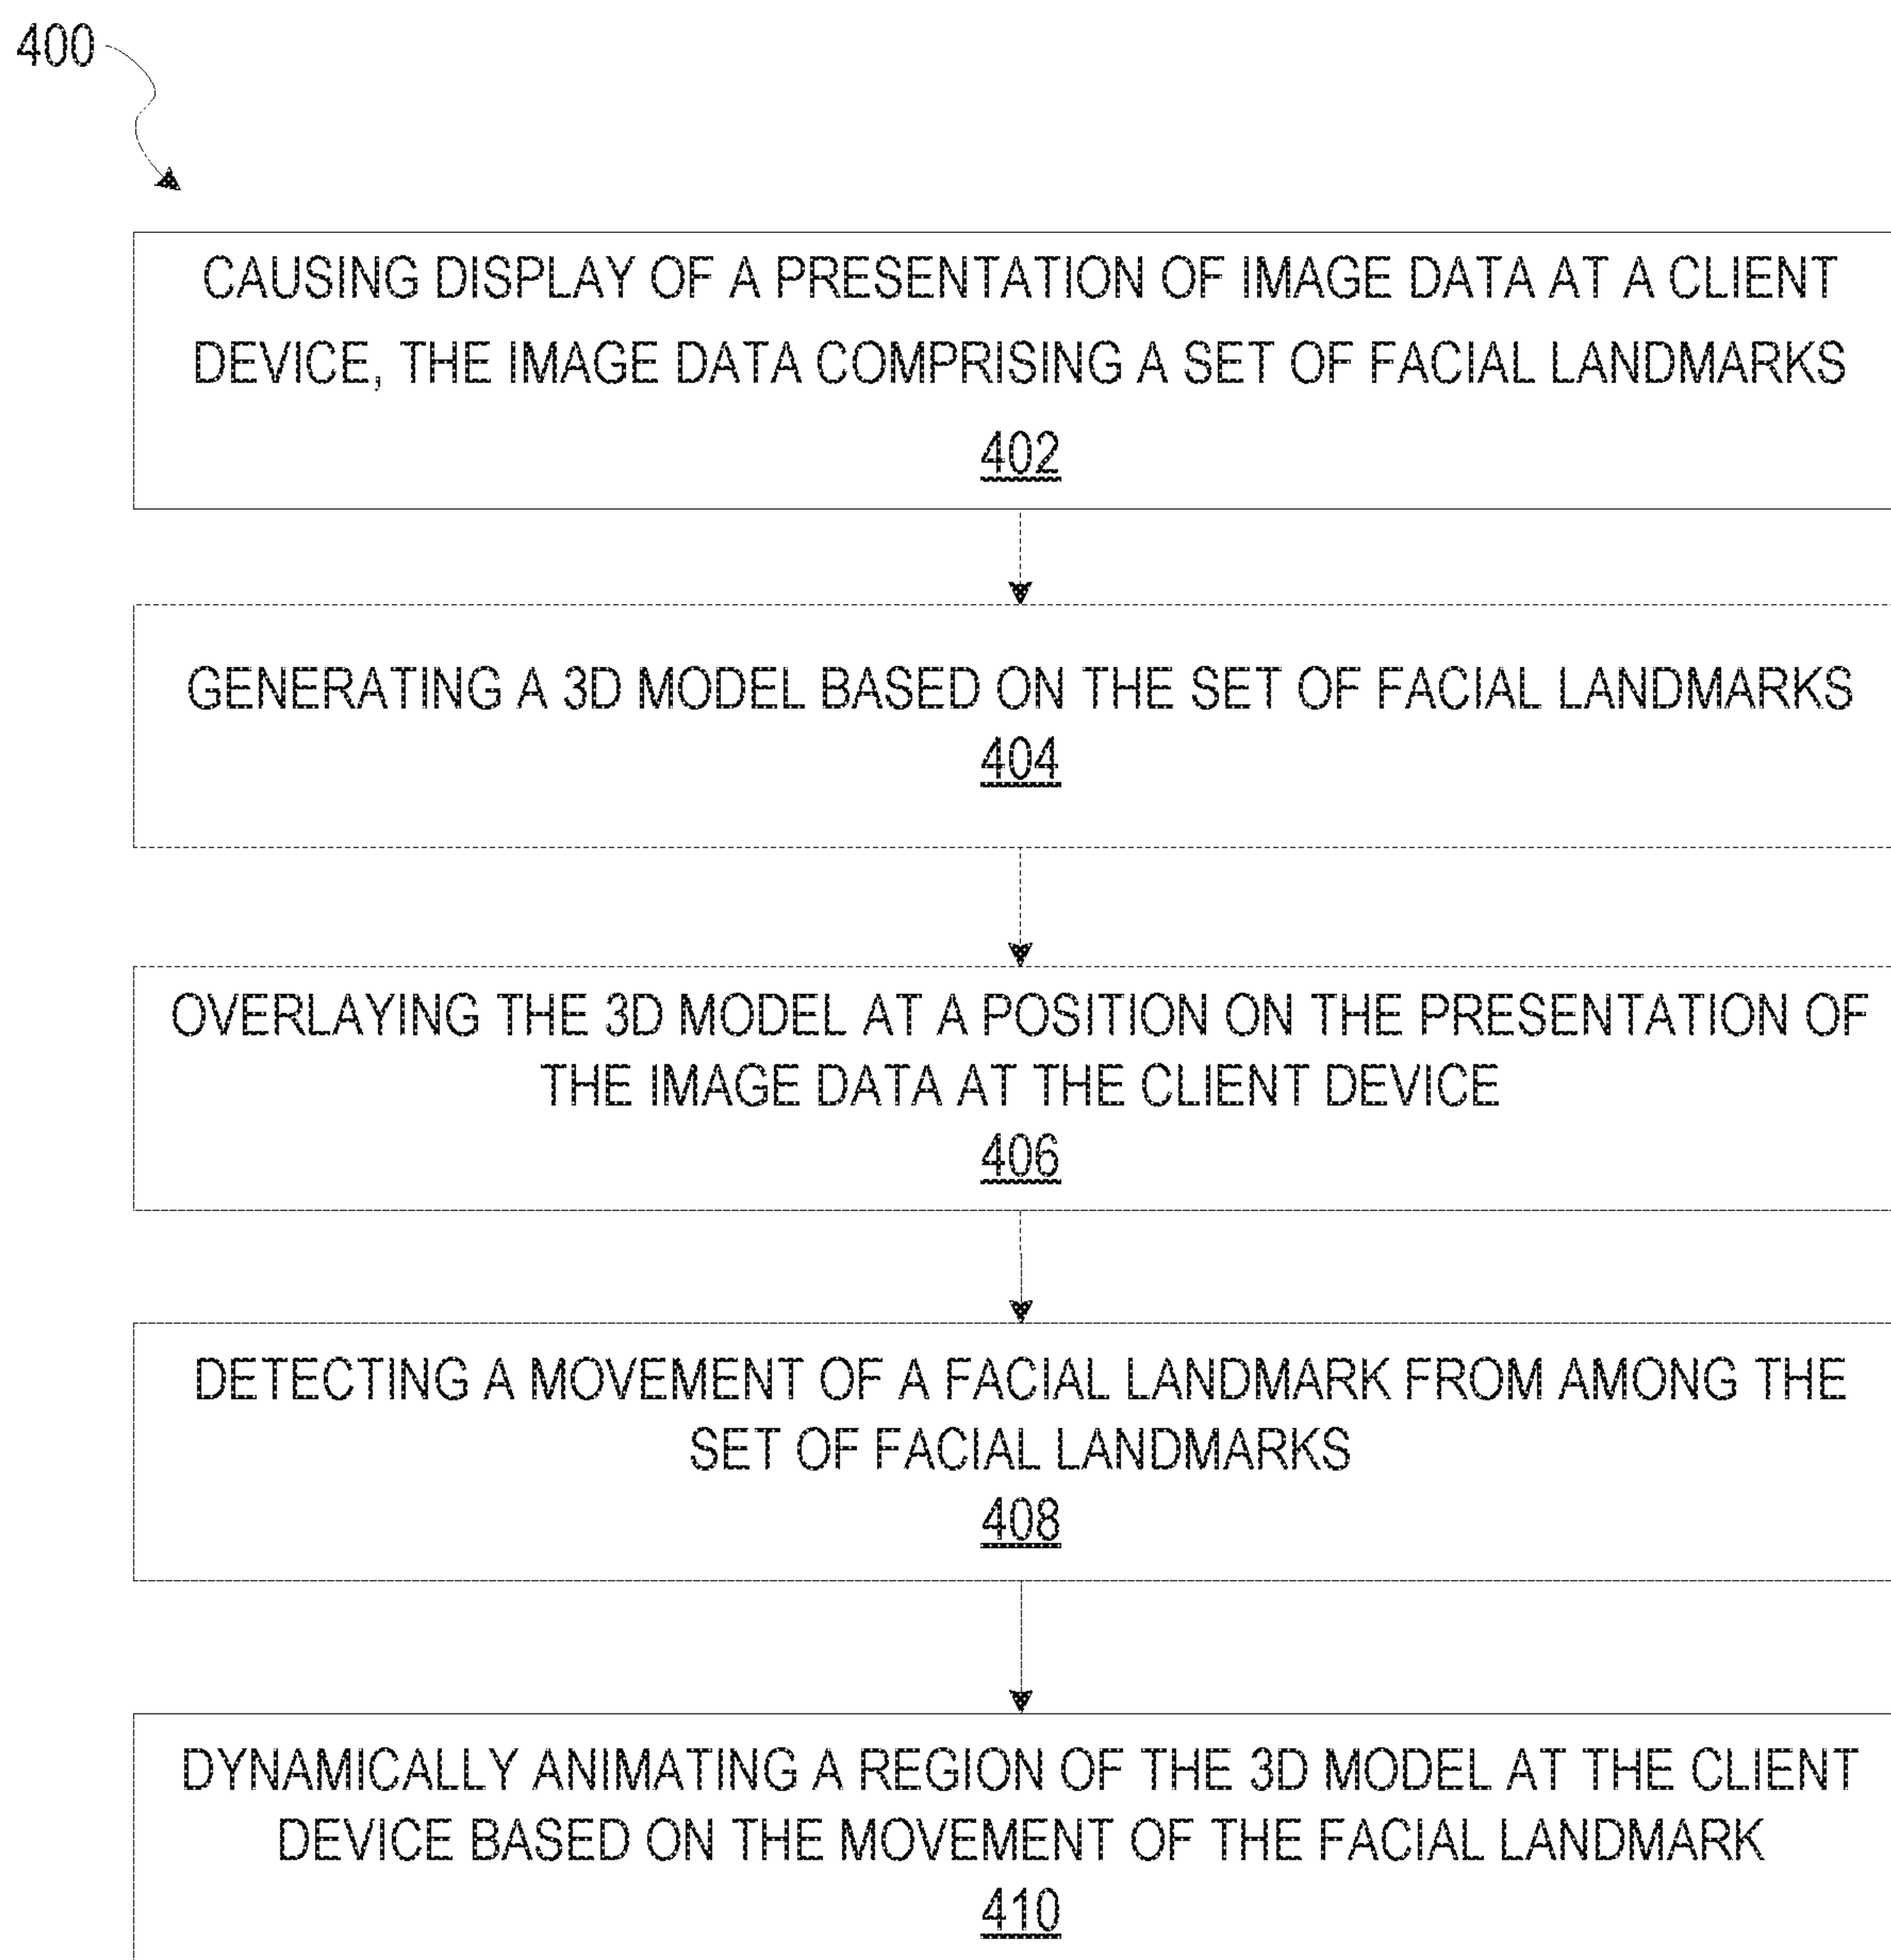 400
CAUSING DISPLAY OF A PRESENTATION OF IMAGE DATA AT A CLIENT
DEVICE, THE IMAGE DATA COMPRISING A SET OF FACIAL LANDMARKS
402
GENERATING A 3D MODEL BASED ON THE SET OF FACIAL LANDMARKS
404
OVERLAYING THE 3D MODEL AT A POSITION ON THE PRESENTATION OF
THE IMAGE DATA AT THE CLIENT DEVICE
406
DETECTING A MOVEMENT OF A FACIAL LANDMARK FROM AMONG THE
SET OF FACIAL LANDMARKS
408
DYNAMICALLY ANIMATING A REGION OF THE 3D MODEL AT THE CLIENT
DEVICE BASED ON THE MOVEMENT OF THE FACIAL LANDMARK
410